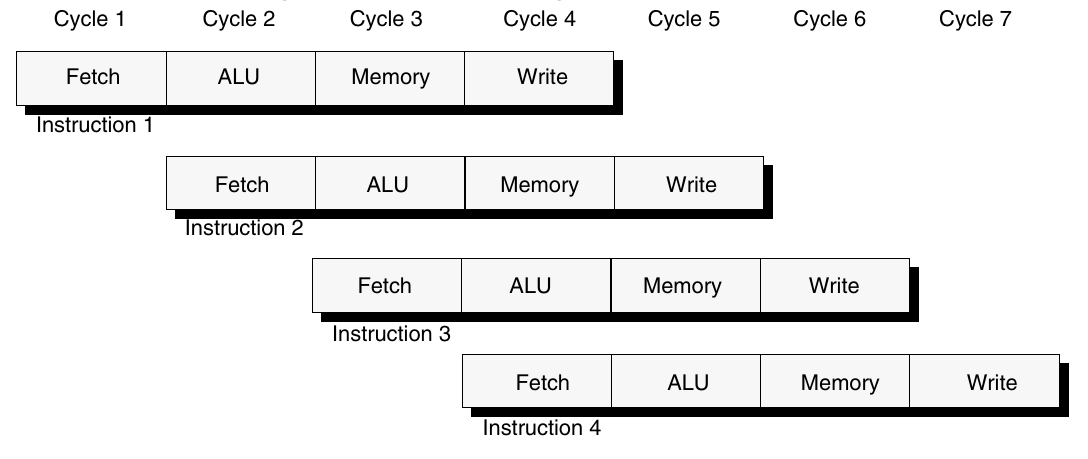 Cycle 1 Cycle 2 Cycle 3 Cycle 4 Cycle 5 Cycle 6 Cycle 7
Fetch ALU Memory Write
Instruction 1
Fetch ALU Memory Write
Instruction 2
Fetch ALU Memory Write
Instruction 3
Fetch ALU Memory Write
Instruction 4